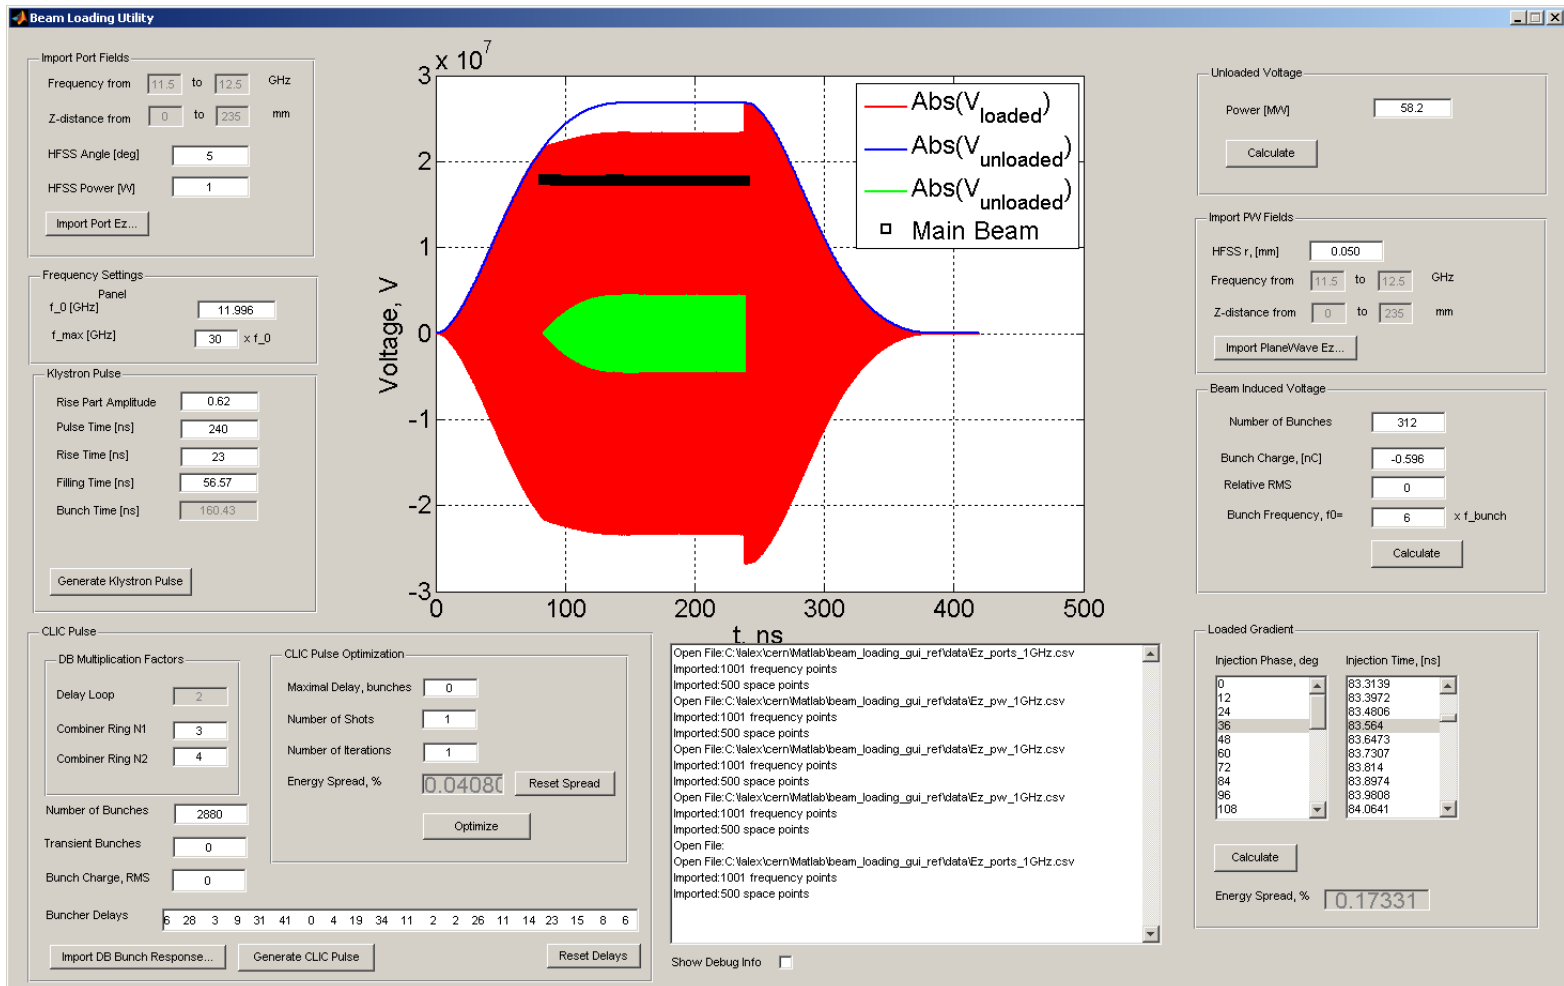 Beam Loading Utility
Import Port Fields
Frequency from 11.5 to 12.5 GHz
Z-distance from 0 to 235 mm
HFSS Angle [deg] 5
HFSS Power [W] 1
Import Port Ez...
Frequency Settings
Panel
f_0 [GHz] 11.996
f_max [GHz] 30 x f_0
Klystron Pulse
Rise Part Amplitude 0.62
Pulse Time [ns] 240
Rise Time [ns] 23
Filling Time [ns] 56.57
Bunch Time [ns] 160.43
Generate Klystron Pulse
x 10^7
3
2
1
0
-1
-2
-3
0 100 200 300 400 500
Voltage, V
t, ns
Abs(V_loaded)
Abs(V_unloaded)
Abs(V_unloaded)
Main Beam
Unloaded Voltage
Power [MW] 58.2
Calculate
Import PW Fields
HFSS r, [mm] 0.050
Frequency from 11.5 to 12.5 GHz
Z-distance from 0 to 235 mm
Import PlaneWave Ez...
Beam Induced Voltage
Number of Bunches 312
Bunch Charge, [nC] -0.596
Relative RMS 0
Bunch Frequency, f0= 6 x f_bunch
Calculate
CLIC Pulse
DB Multiplication Factors
Delay Loop 2
Combiner Ring N1 3
Combiner Ring N2 4
Number of Bunches 2880
Transient Bunches 0
Bunch Charge, RMS 0
Buncher Delays 6 28 3 9 31 41 0 4 19 34 11 2 2 26 11 14 23 15 8 6
Import DB Bunch Response...
Generate CLIC Pulse
Reset Delays
CLIC Pulse Optimization
Maximal Delay, bunches 0
Number of Shots 1
Number of Iterations 1
Energy Spread, % 0.0408 Reset Spread
Optimize
Open File:C:\lalex\cern\Matlab\beam_loading_gui_ref\data\Ez_ports_1GHz.csv
Imported:1001 frequency points
Imported:500 space points
Open File:C:\lalex\cern\Matlab\beam_loading_gui_ref\data\Ez_pw_1GHz.csv
Imported:1001 frequency points
Imported:500 space points
Open File:C:\lalex\cern\Matlab\beam_loading_gui_ref\data\Ez_pw_1GHz.csv
Imported:1001 frequency points
Imported:500 space points
Open File:C:\lalex\cern\Matlab\beam_loading_gui_ref\data\Ez_pw_1GHz.csv
Imported:1001 frequency points
Imported:500 space points
Open File:
Open File:C:\lalex\cern\Matlab\beam_loading_gui_ref\data\Ez_ports_1GHz.csv
Imported:1001 frequency points
Imported:500 space points
Show Debug Info
Loaded Gradient
Injection Phase, deg Injection Time, [ns]
0 83.3139
12 83.3972
24 83.4806
36 83.564
48 83.6473
60 83.7307
72 83.814
84 83.8974
96 83.9808
108 84.0641
Calculate
Energy Spread, % 0.17331